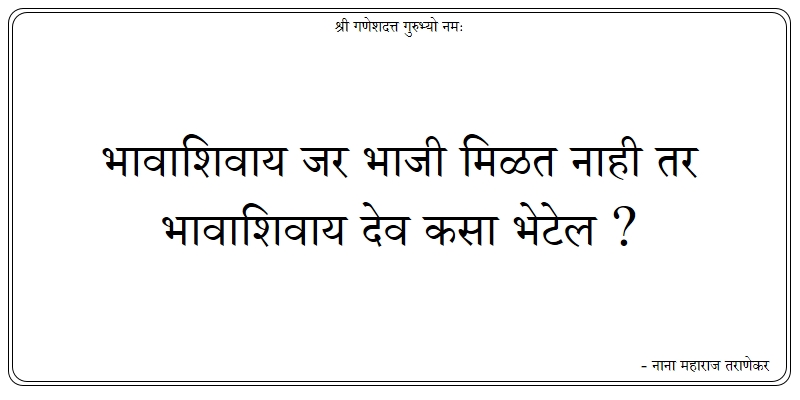 श्री गणेशदत्त गुरुभ्यो नमः
भावाशिवाय जर भाजी मिळत नाही तर
भावाशिवाय देव कसा भेटेल ?
- नाना महाराज तराणेकर